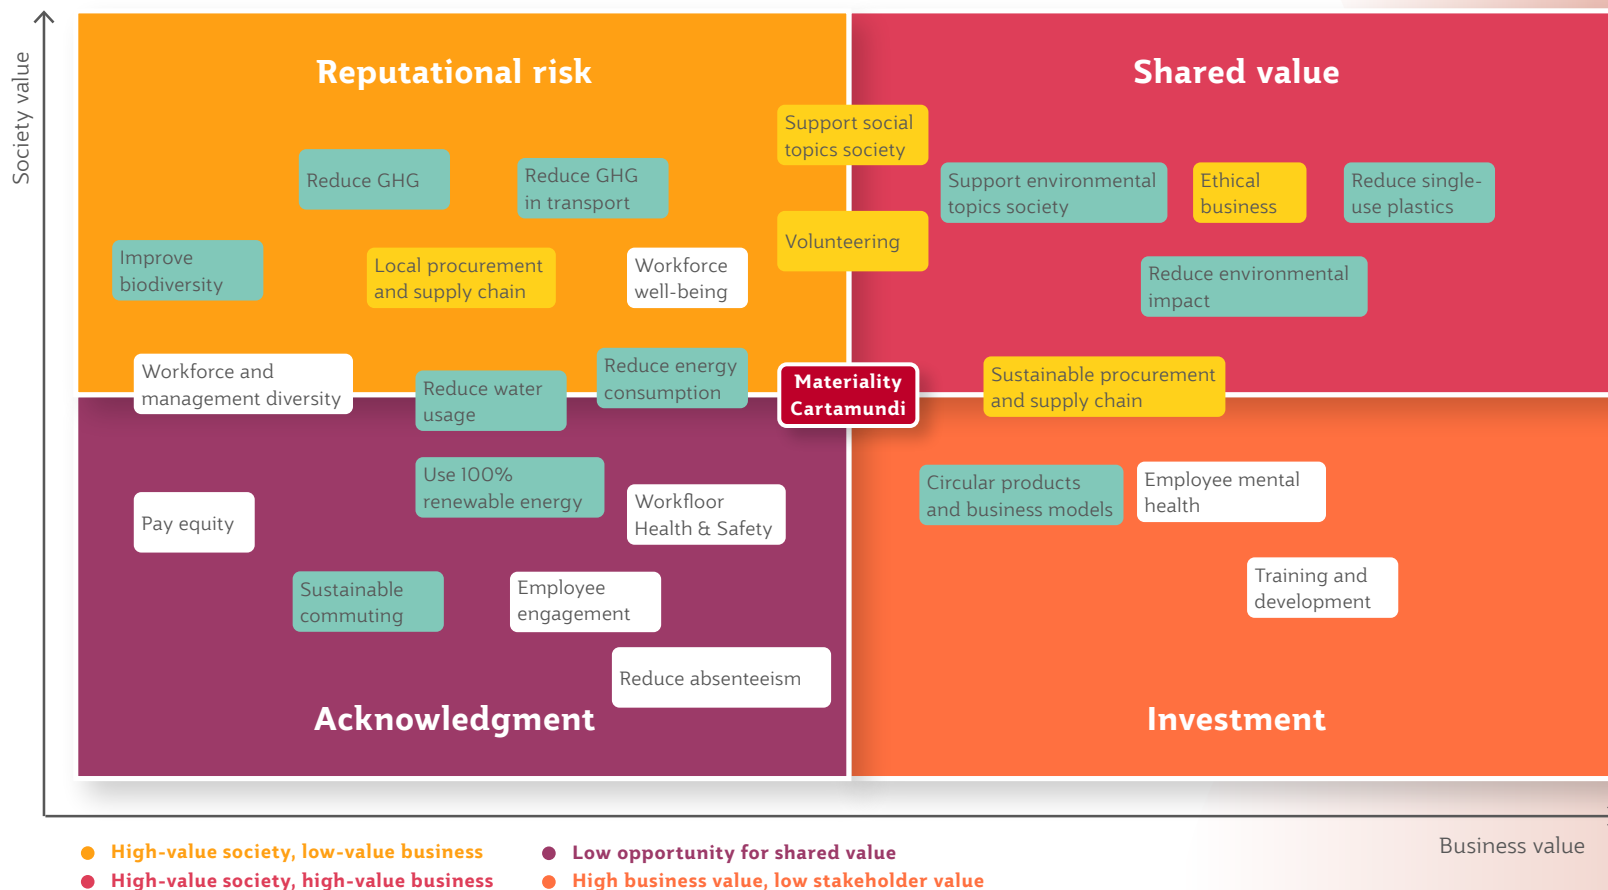 Society value
Reputational risk
Shared value
Support social
topics society
Reduce GHG
Reduce GHG
in transport
Support environmental
topics society
Ethical
business
Reduce single-
use plastics
Volunteering
Improve
biodiversity
Local procurement
and supply chain
Workforce
well-being
Reduce environmental
impact
Workforce and
management diversity
Reduce water
usage
Reduce energy
consumption
Materiality
Cartamundi
Sustainable procurement
and supply chain
Use 100%
renewable energy
Pay equity
Workfloor
Health & Safety
Circular products
and business models
Employee mental
health
Sustainable
commuting
Employee
engagement
Training and
development
Reduce absenteeism
Acknowledgment
Investment
Business value
High-value society, low-value business
Low opportunity for shared value
High-value society, high-value business
High business value, low stakeholder value